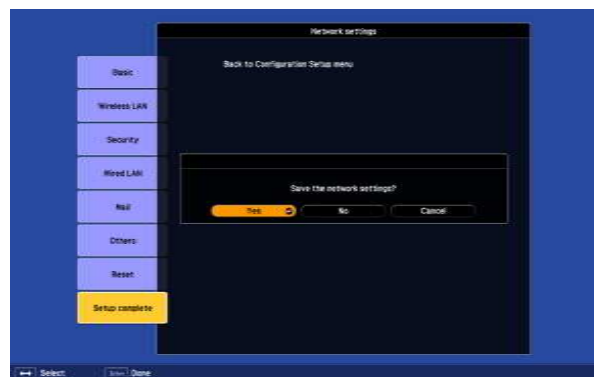 Network settings
Back to Configuration Setup menu
Basic
Wireless LAN
Security
Wired LAN
Mail
Others
Reset
Setup complete
Save the network settings?
Yes No Cancel
Select Enter Done